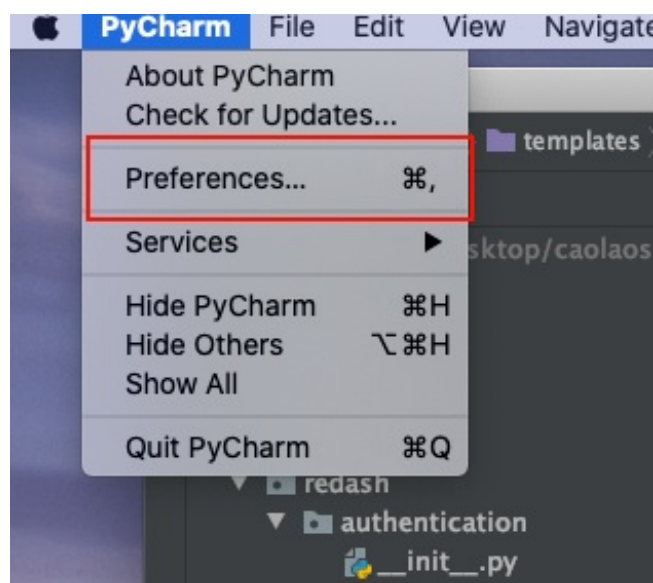 PyCharm File Edit View Navigate
About PyCharm
Check for Updates...
templates
Preferences... ⌘,
Services ▶
sktop/caolaos
Hide PyCharm ⌘H
Hide Others ⌥⌘H
Show All
Quit PyCharm ⌘Q
redash
authentication
__init__.py